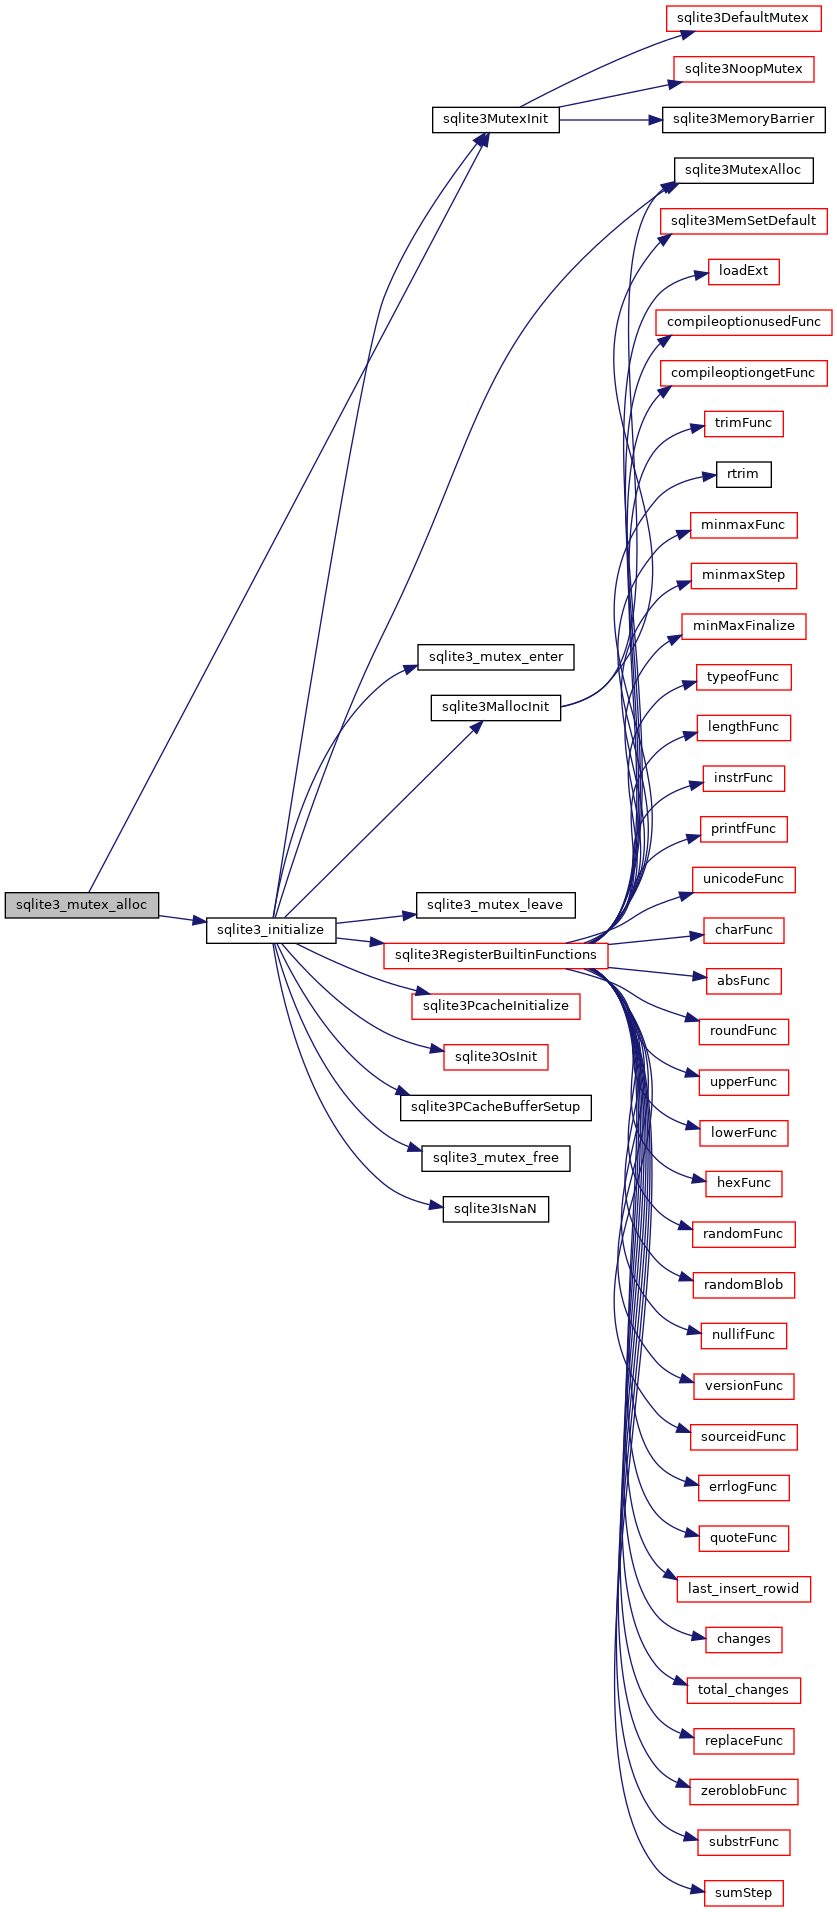 sqlite3DefaultMutex
sqlite3NoopMutex
sqlite3MutexInit
sqlite3MemoryBarrier
sqlite3MutexAlloc
sqlite3MemSetDefault
loadExt
compileoptionusedFunc
compileoptiongetFunc
trimFunc
rtrim
minmaxFunc
minmaxStep
minMaxFinalize
sqlite3_mutex_enter
typeofFunc
sqlite3MallocInit
lengthFunc
instrFunc
printfFunc
unicodeFunc
sqlite3_mutex_alloc
sqlite3_mutex_leave
sqlite3_initialize
charFunc
sqlite3RegisterBuiltinFunctions
absFunc
sqlite3PcacheInitialize
roundFunc
sqlite3OsInit
upperFunc
sqlite3PCacheBufferSetup
lowerFunc
sqlite3_mutex_free
hexFunc
sqlite3IsNaN
randomFunc
randomBlob
nullifFunc
versionFunc
sourceidFunc
errlogFunc
quoteFunc
last_insert_rowid
changes
total_changes
replaceFunc
zeroblobFunc
substrFunc
sumStep